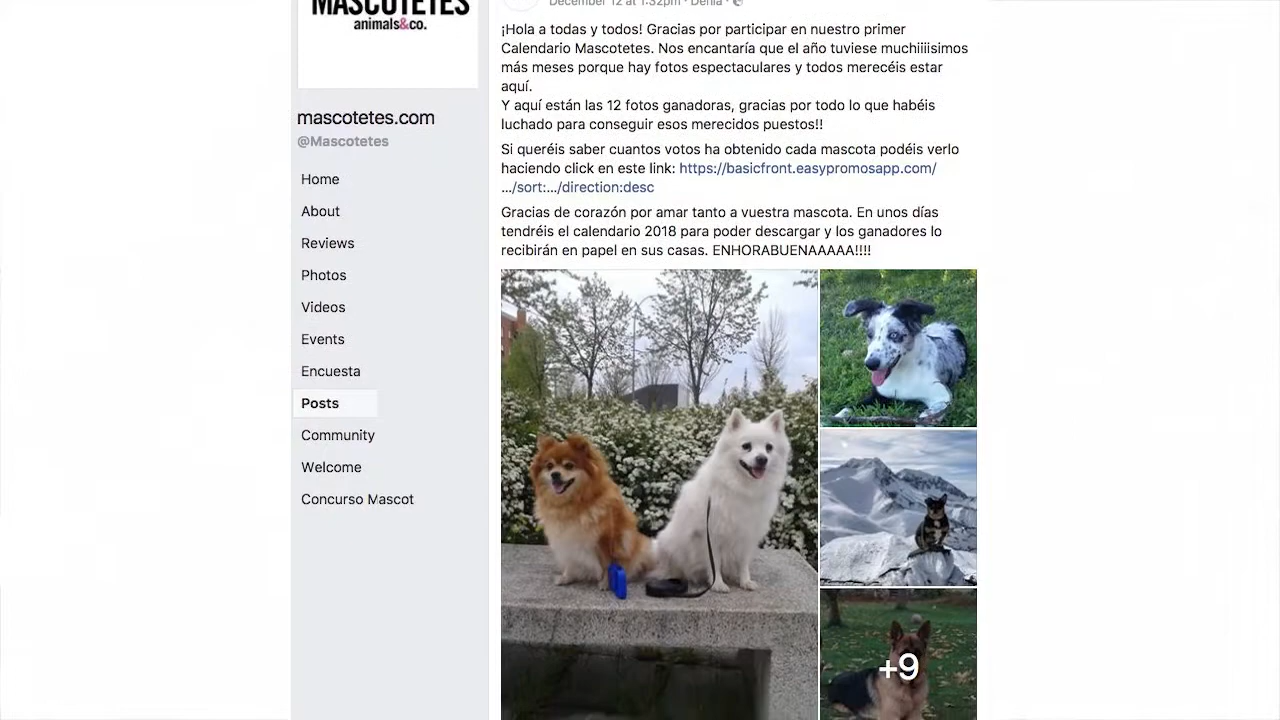 MASCOTETES
animals&co.
mascotetes.com
@Mascotetes
Home
About
Reviews
Photos
Videos
Events
Encuesta
Posts
Community
Welcome
Concurso Mascot
December 12 at 1:32pm · Denia ·
¡Hola a todas y todos! Gracias por participar en nuestro primer
Calendario Mascotetes. Nos encantaría que el año tuviese muchiiiisimos
más meses porque hay fotos espectaculares y todos merecéis estar
aquí.
Y aquí están las 12 fotos ganadoras, gracias por todo lo que habéis
luchado para conseguir esos merecidos puestos!!
Si queréis saber cuantos votos ha obtenido cada mascota podéis verlo
haciendo click en este link: https://basicfront.easypromosapp.com/
…/sort:…/direction:desc
Gracias de corazón por amar tanto a vuestra mascota. En unos días
tendréis el calendario 2018 para poder descargar y los ganadores lo
recibirán en papel en sus casas. ENHORABUENAAAAA!!!!
+9